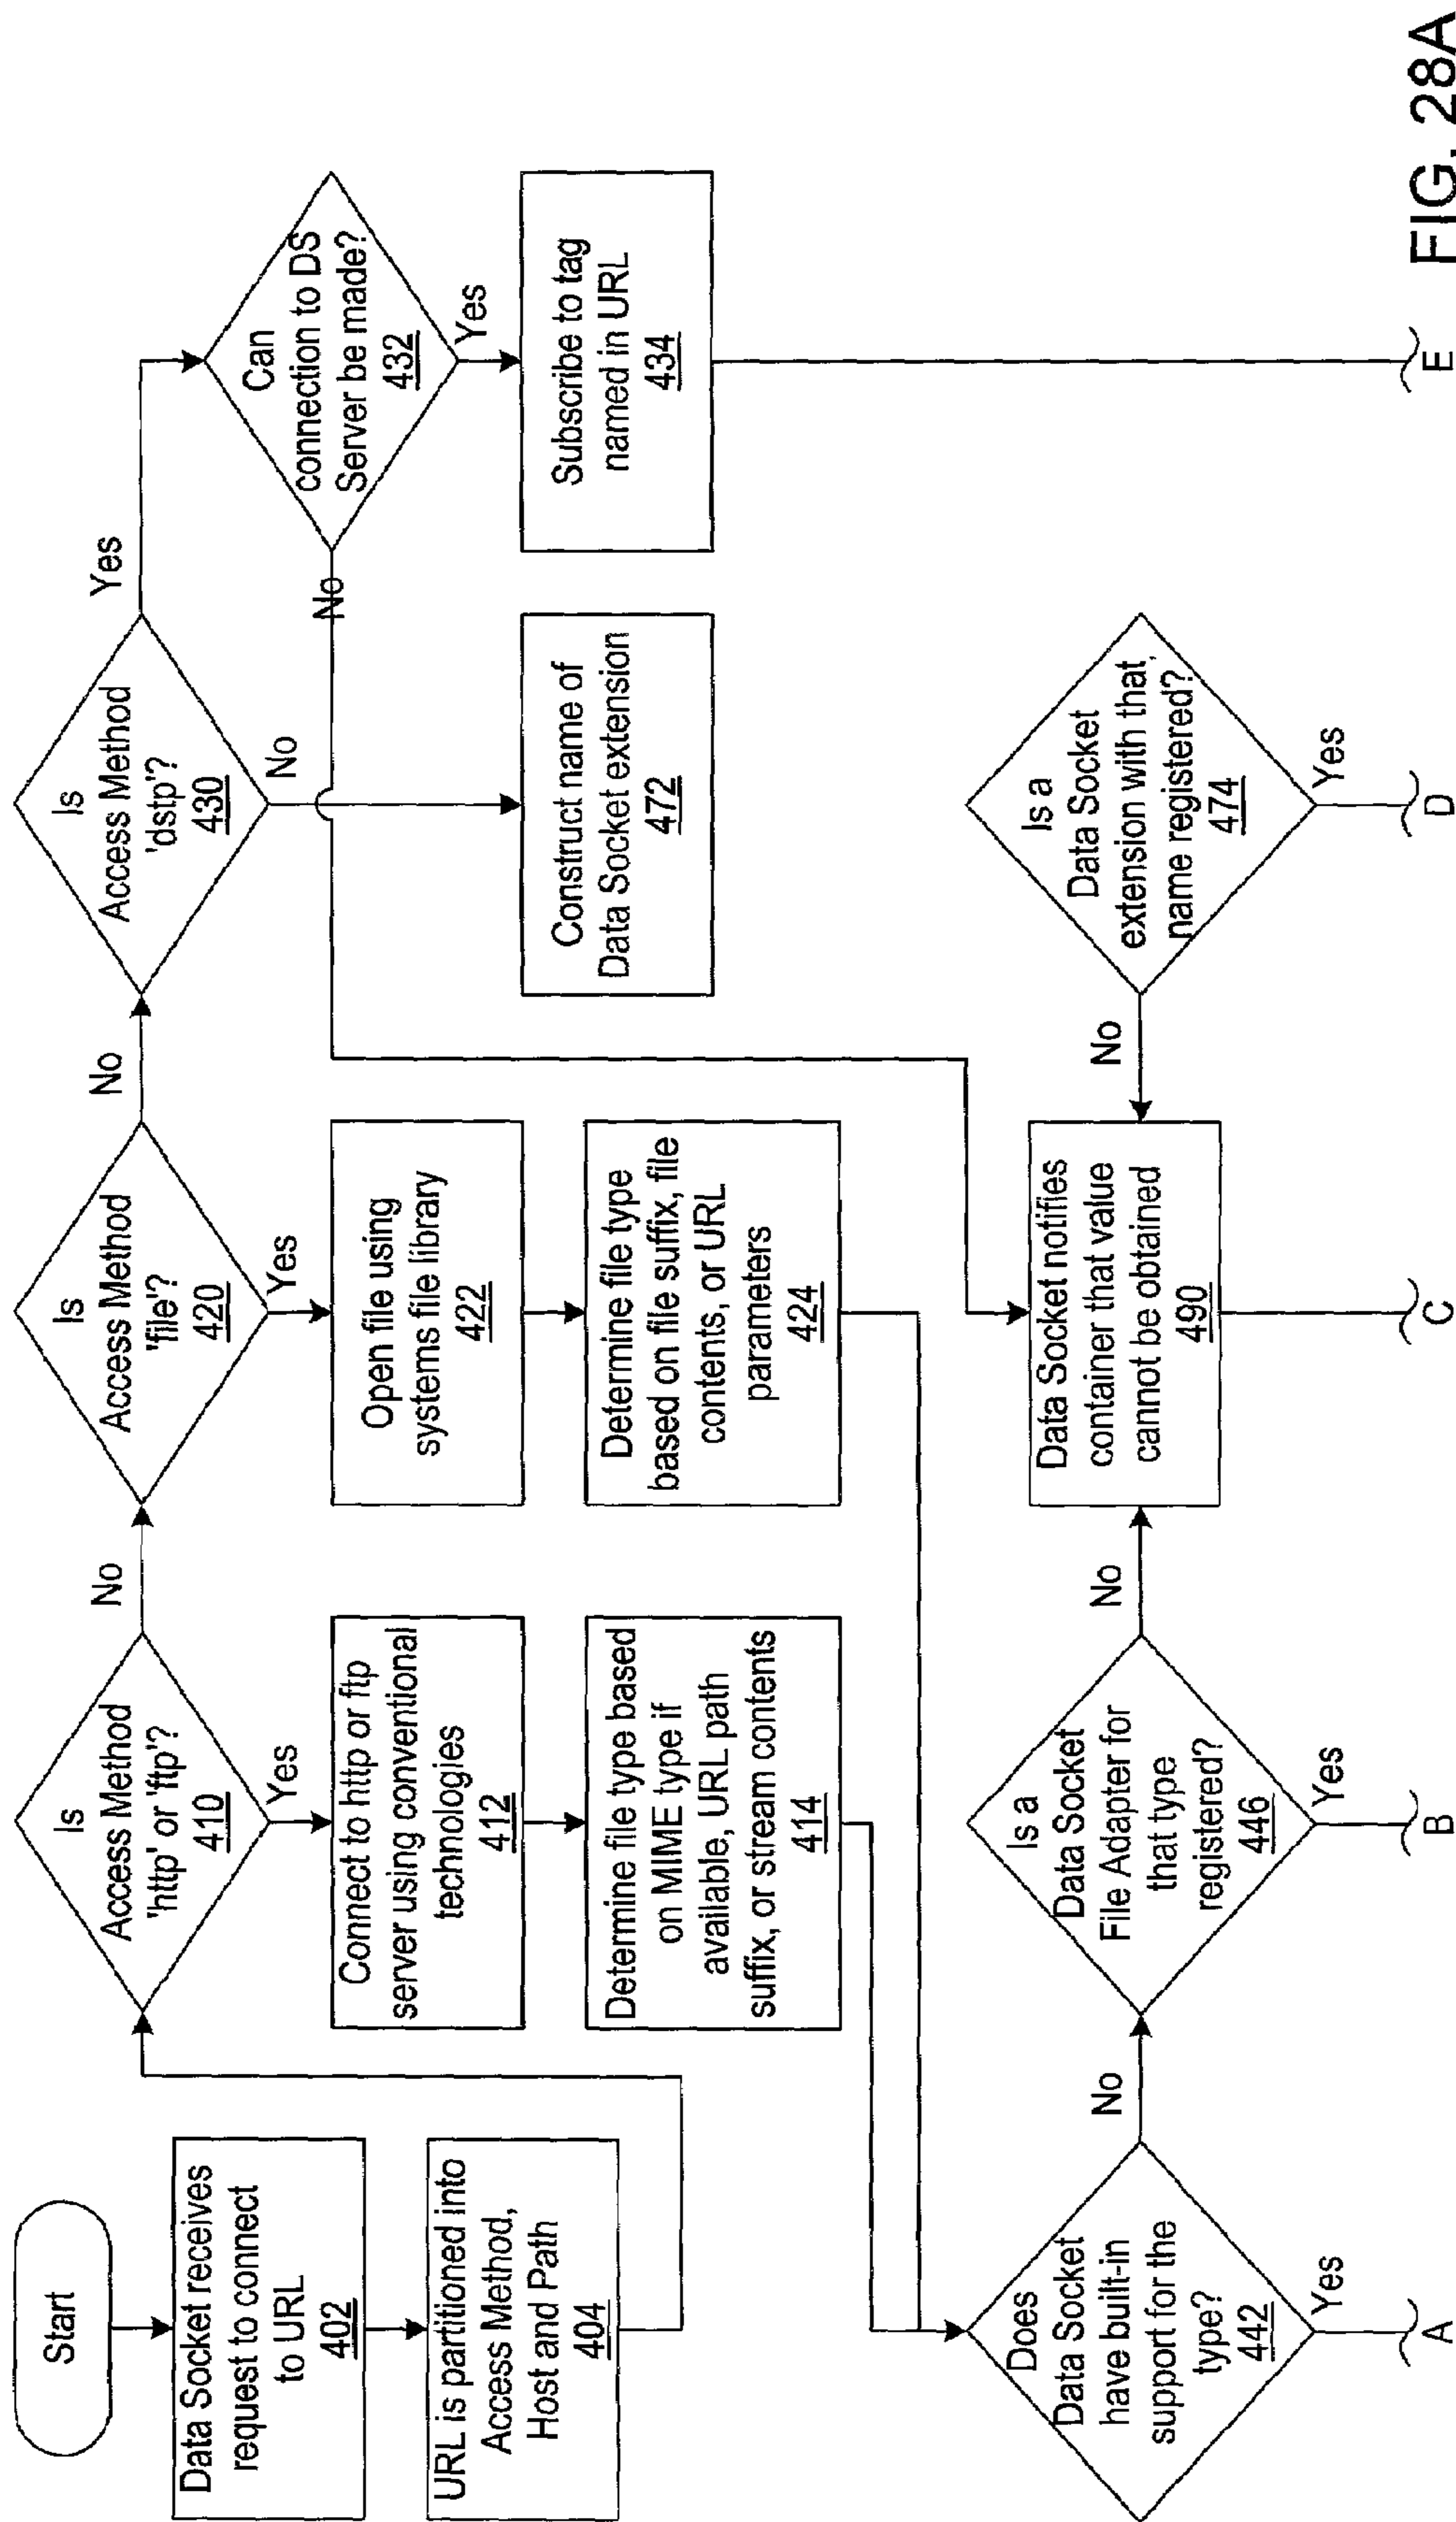 Start
Data Socket receives
request to connect
to URL
402
URL is partitioned into
Access Method,
Host and Path
404
Is
Access Method
'http' or 'ftp'?
410
No
Yes
Connect to http or ftp
server using conventional
technologies
412
Determine file type based
on MIME type if
available, URL path
suffix, or stream contents
414
Is
Access Method
'file'?
420
No
Yes
Open file using
systems file library
422
Determine file type
based on file suffix, file
contents, or URL
parameters
424
Is
Access Method
'dstp'?
430
Yes
No
Construct name of
Data Socket extension
472
Can
connection to DS
Server be made?
432
No
Yes
Subscribe to tag
named in URL
434
Does
Data Socket
have built-in
support for the
type?
442
No
Yes
Is a
Data Socket
File Adapter for
that type
registered?
446
No
Yes
Data Socket notifies
container that value
cannot be obtained
490
No
Is a
Data Socket
extension with that
name registered?
474
Yes
A
B
C
D
E
FIG. 28A